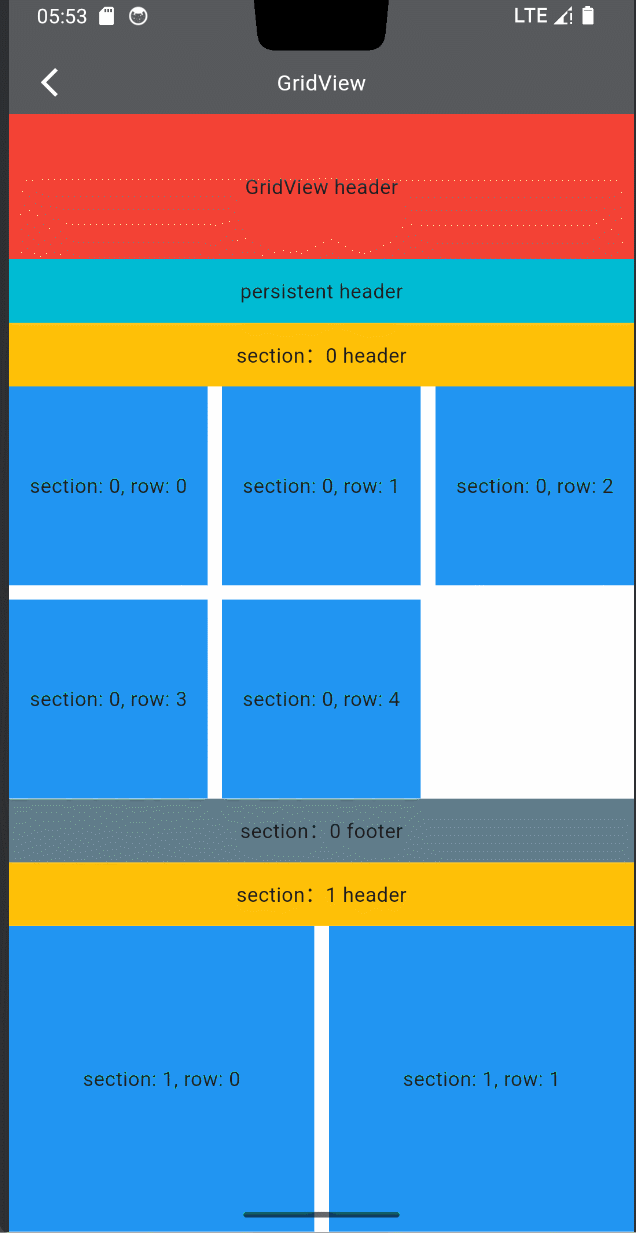 05:53 LTE
GridView
GridView header
persistent header
section：0 header
section: 0, row: 0 section: 0, row: 1 section: 0, row: 2
section: 0, row: 3 section: 0, row: 4
section：0 footer
section：1 header
section: 1, row: 0 section: 1, row: 1